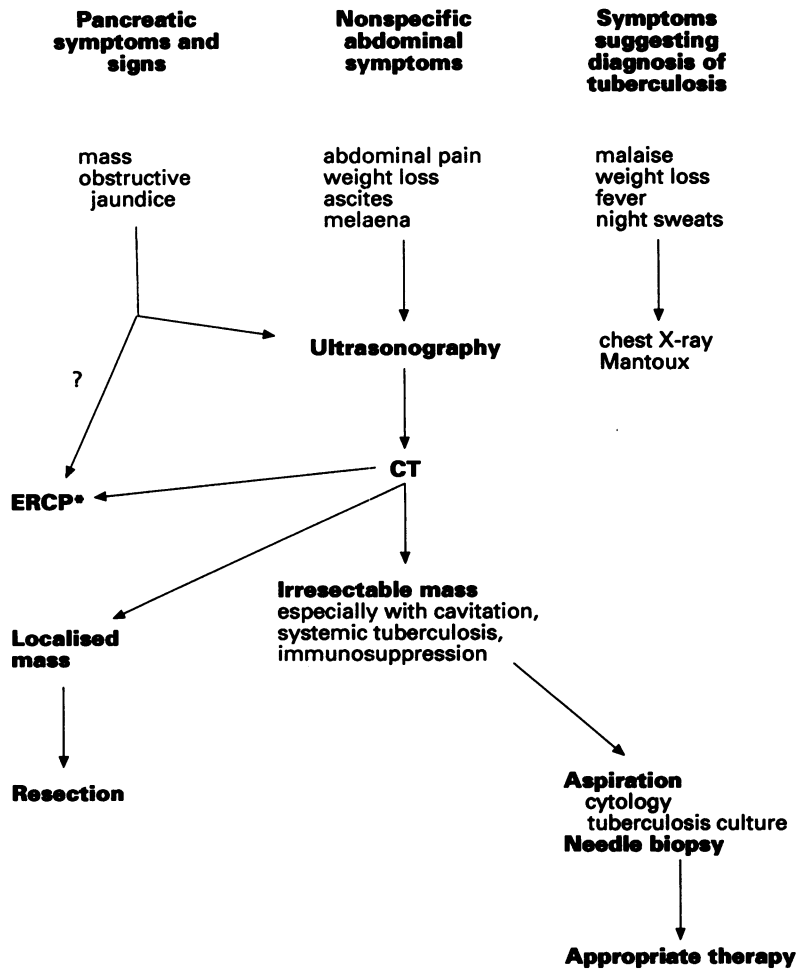 Pancreatic
symptoms and
signs
Nonspecific
abdominal
symptoms
Symptoms
suggesting
diagnosis of
tuberculosis
mass
obstructive
jaundice
abdominal pain
weight loss
ascites
melaena
malaise
weight loss
fever
night sweats
Ultrasonography
chest X-ray
Mantoux
?
CT
ERCP*
Irresectable mass
especially with cavitation,
systemic tuberculosis,
immunosuppression
Localised
mass
Resection
Aspiration
cytology
tuberculosis culture
Needle biopsy
Appropriate therapy